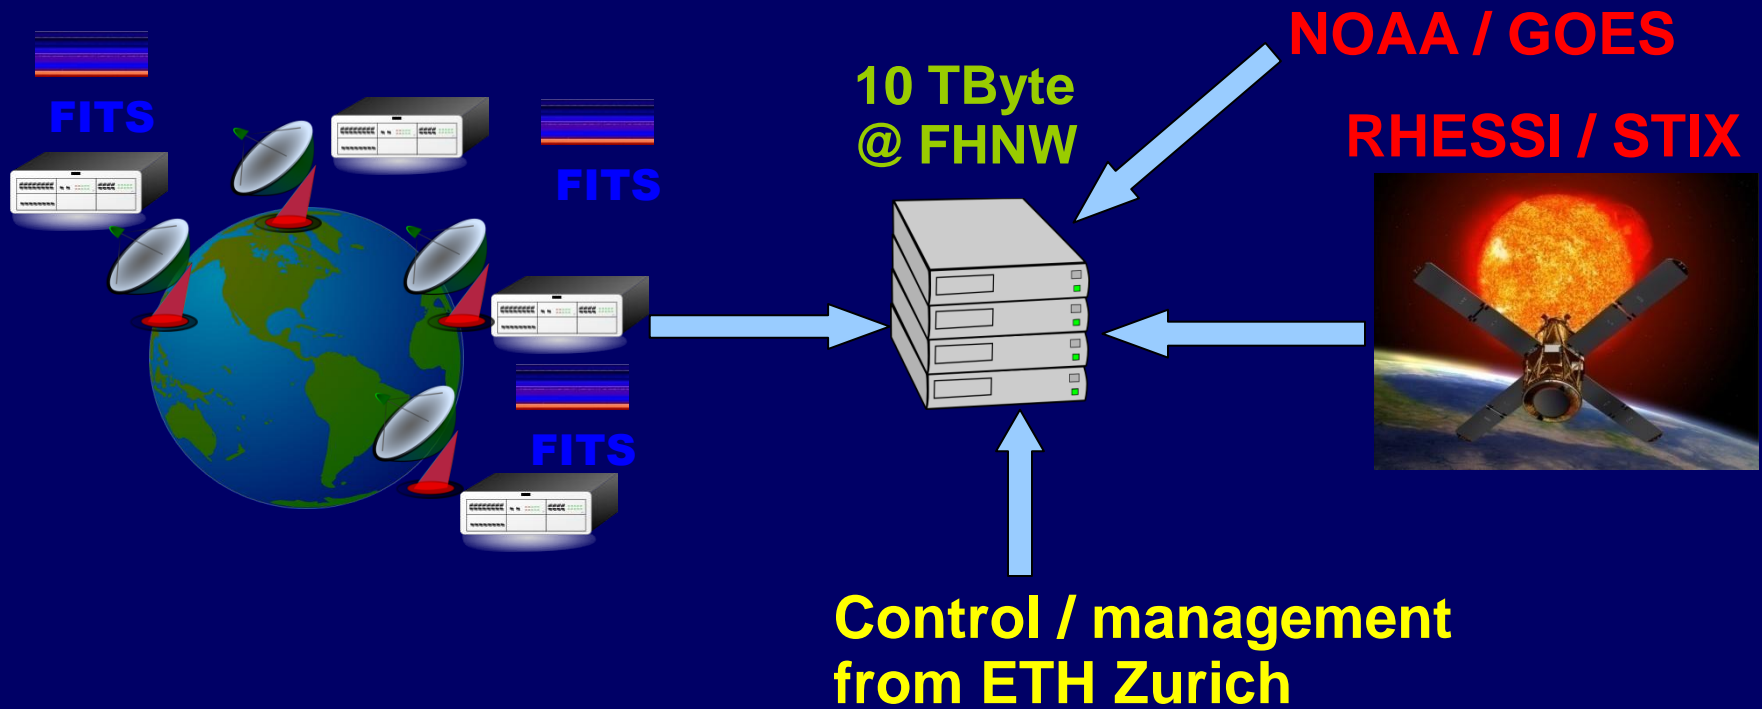 FITS
FITS
FITS
10 TByte
@ FHNW
NOAA / GOES
RHESSI / STIX
Control / management
from ETH Zurich